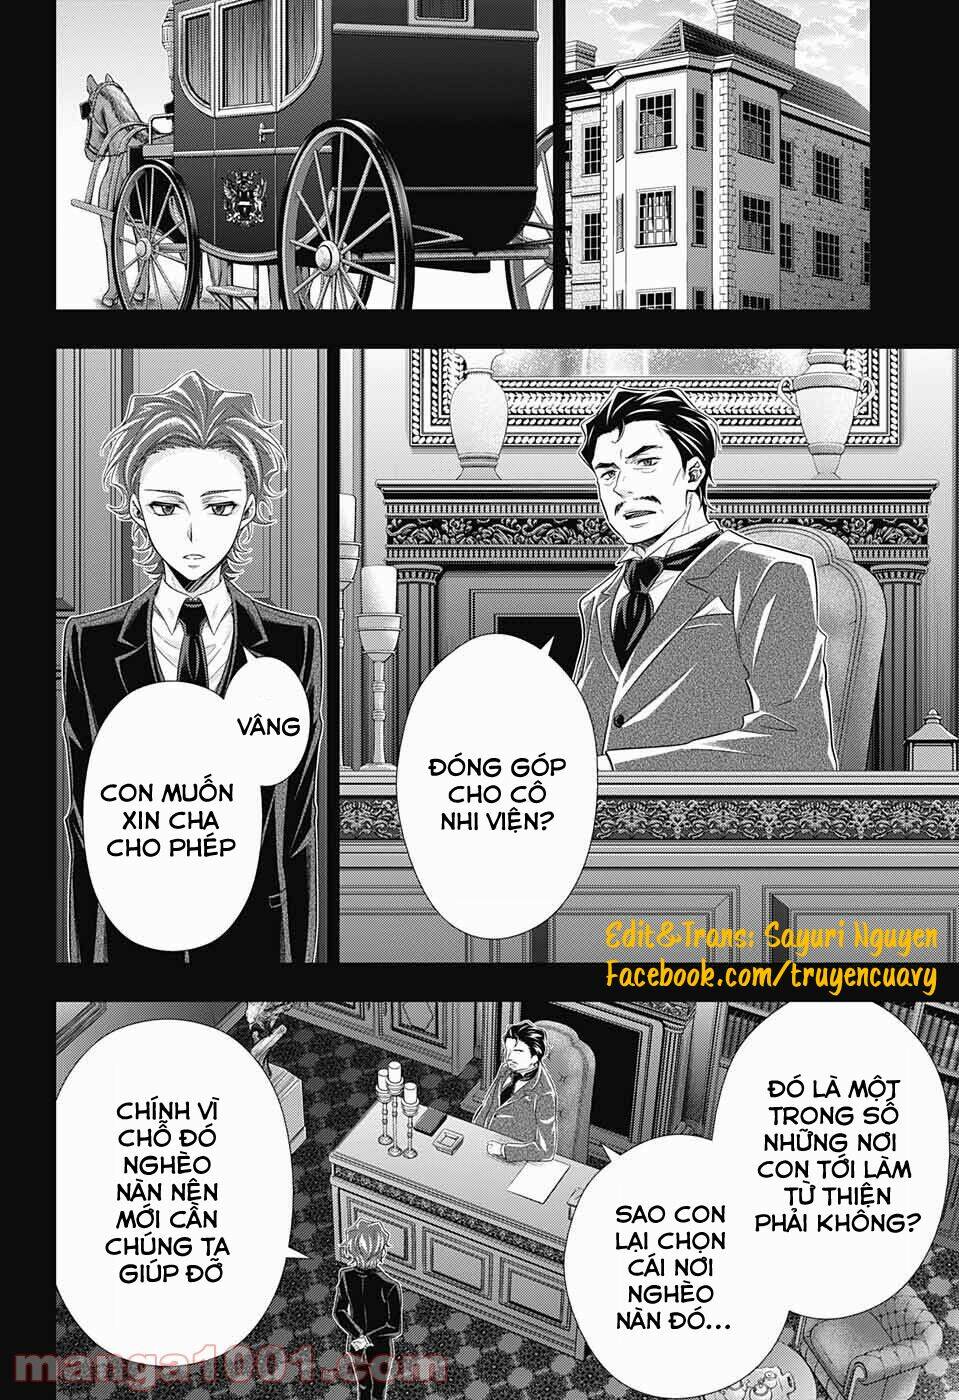 ĐÓNG GÓP
CHO CÔ
NHI VIỆN?
VÂNG
CON MUỐN
XIN CHA
CHO PHÉP
Edit&Trans: Sayuri Nguyen
Facebook.com/truyencuavy
ĐÓ LÀ MỘT
TRONG SỐ
NHỮNG NƠI
CON TỚI LÀM
TỪ THIỆN
PHẢI KHÔNG?
SAO CON
LẠI CHỌN
CÁI NƠI
NGHÈO
NÀN ĐÓ...
CHÍNH VÌ
CHỖ ĐÓ
NGHÈO
NÀN NÊN
MỚI CẦN
CHÚNG TA
GIÚP ĐỠ
manga1001.com